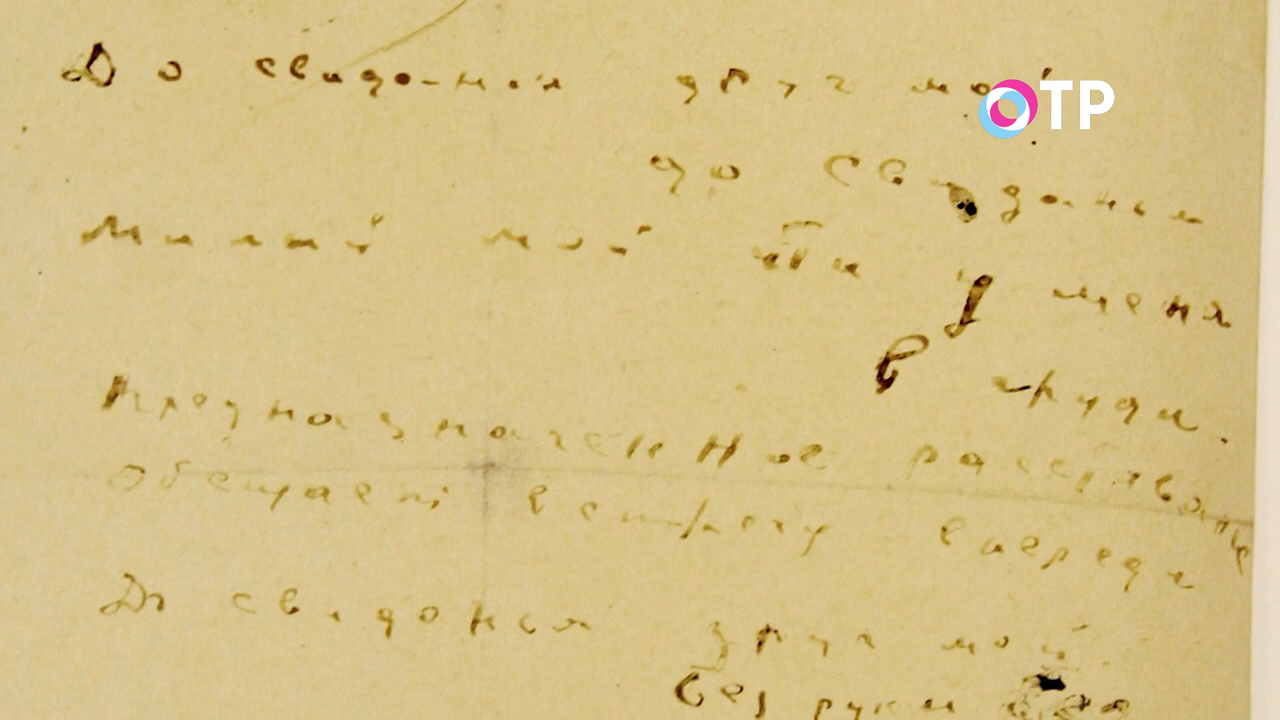 До свиданья друг мой
ОТР
до свиданья
Милый мой ты у меня
в груди.
Предназначенное расставанье
Обещает встречу впереди
До свиданья друг мой
без руки